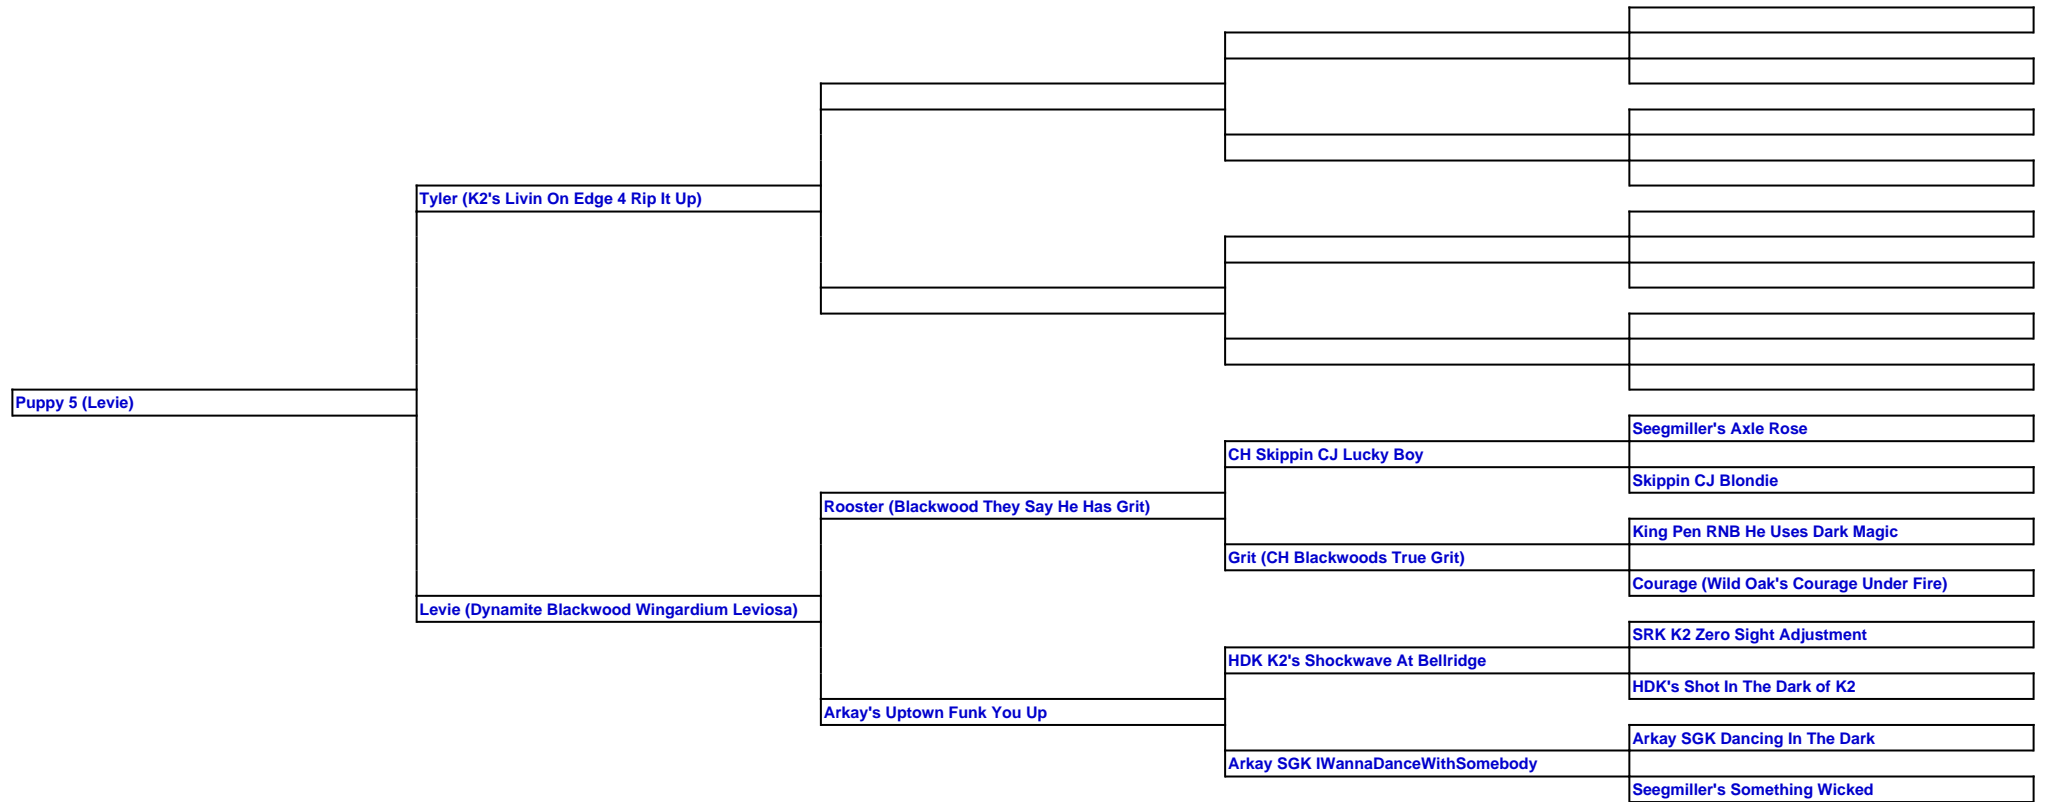 Tyler (K2's Livin On Edge 4 Rip It Up)
Puppy 5 (Levie)
Seegmiller's Axle Rose
CH Skippin CJ Lucky Boy
Skippin CJ Blondie
Rooster (Blackwood They Say He Has Grit)
King Pen RNB He Uses Dark Magic
Grit (CH Blackwoods True Grit)
Courage (Wild Oak's Courage Under Fire)
Levie (Dynamite Blackwood Wingardium Leviosa)
SRK K2 Zero Sight Adjustment
HDK K2's Shockwave At Bellridge
HDK's Shot In The Dark of K2
Arkay's Uptown Funk You Up
Arkay SGK Dancing In The Dark
Arkay SGK IWannaDanceWithSomebody
Seegmiller's Something Wicked